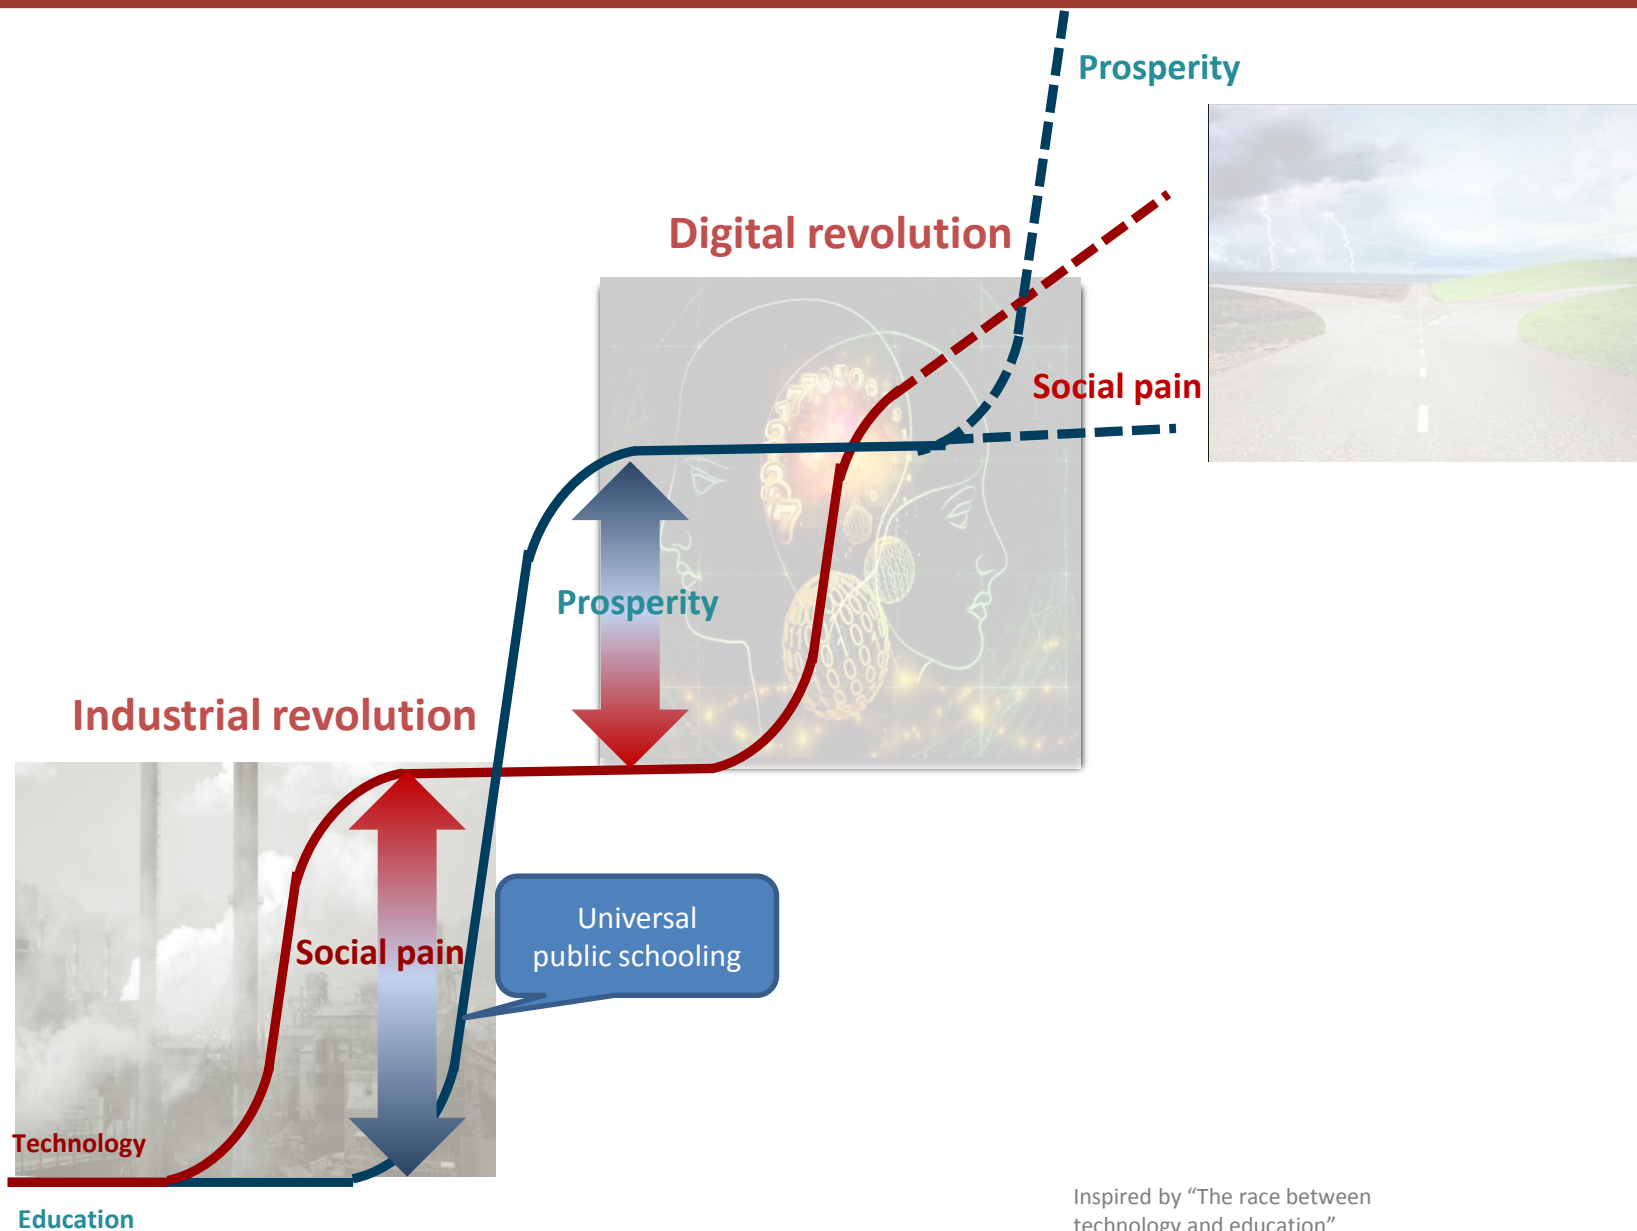 Prosperity
Digital revolution
Social pain
Prosperity
Industrial revolution
Universal
public schooling
Social pain
Technology
Education
Inspired by “The race between
technology and education”